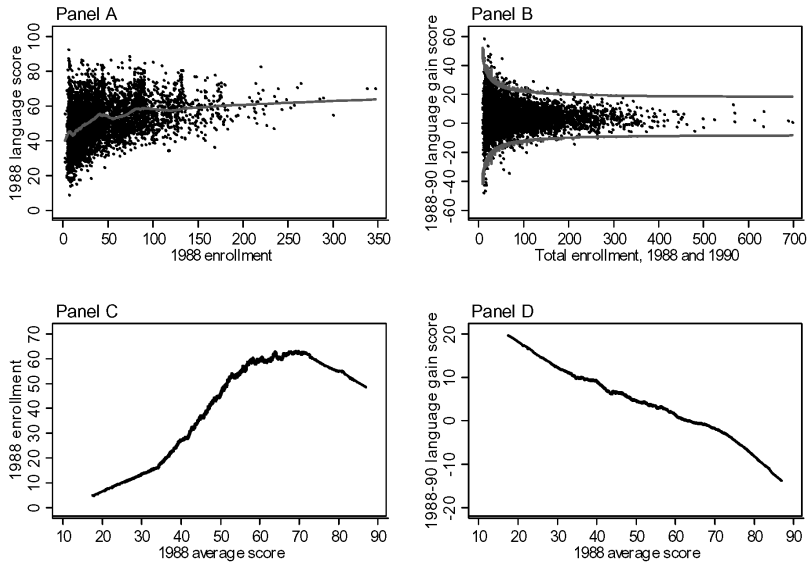 Panel A
1988 language score
100
80
60
40
20
0
0 50 100 150 200 250 300 350
1988 enrollment
Panel B
1988-90 language gain score
60
40
20
0
-20
-40
-60
0 100 200 300 400 500 600 700
Total enrollment, 1988 and 1990
Panel C
1988 enrollment
70
60
50
40
30
20
10
0
10 20 30 40 50 60 70 80 90
1988 average score
Panel D
1988-90 language gain score
20
10
0
-10
-20
10 20 30 40 50 60 70 80 90
1988 average score